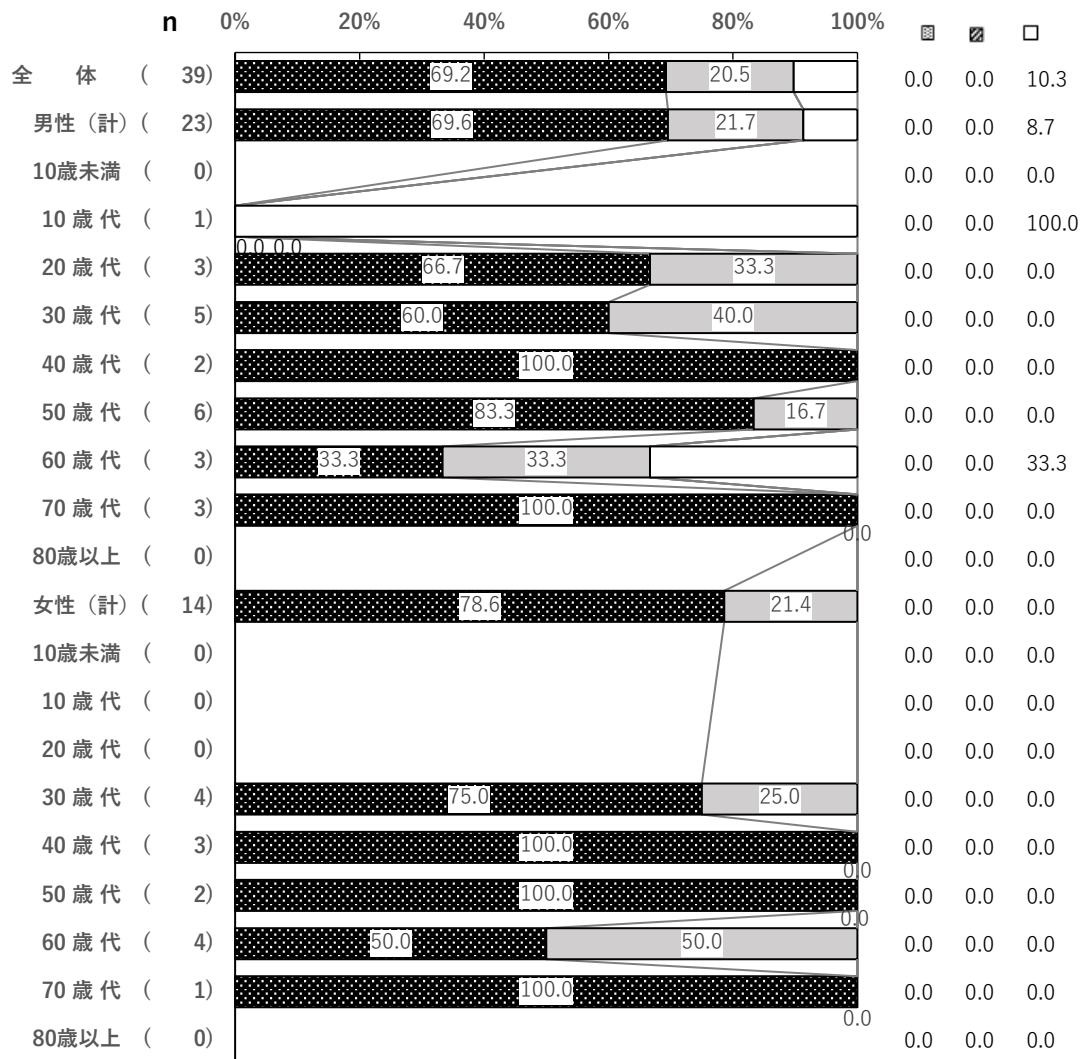 n 0% 20% 40% 60% 80% 100%
全 体 ( 39) 69.2 20.5 0.0 0.0 10.3
男性（計）( 23) 69.6 21.7 0.0 0.0 8.7
10歳未満 ( 0) 0.0 0.0 0.0
10 歳 代 ( 1) 0.0 0.0 100.0
0.0 0.0
20 歳 代 ( 3) 66.7 33.3 0.0 0.0 0.0
30 歳 代 ( 5) 60.0 40.0 0.0 0.0 0.0
40 歳 代 ( 2) 100.0 0.0 0.0 0.0
50 歳 代 ( 6) 83.3 16.7 0.0 0.0 0.0
60 歳 代 ( 3) 33.3 33.3 0.0 0.0 33.3
70 歳 代 ( 3) 100.0 0.0 0.0 0.0
0.0
80歳以上 ( 0) 0.0 0.0 0.0
女性（計）( 14) 78.6 21.4 0.0 0.0 0.0
10歳未満 ( 0) 0.0 0.0 0.0
10 歳 代 ( 0) 0.0 0.0 0.0
20 歳 代 ( 0) 0.0 0.0 0.0
30 歳 代 ( 4) 75.0 25.0 0.0 0.0 0.0
40 歳 代 ( 3) 100.0 0.0 0.0 0.0
0.0
50 歳 代 ( 2) 100.0 0.0 0.0 0.0
0.0
60 歳 代 ( 4) 50.0 50.0 0.0 0.0 0.0
70 歳 代 ( 1) 100.0 0.0 0.0 0.0
0.0
80歳以上 ( 0) 0.0 0.0 0.0